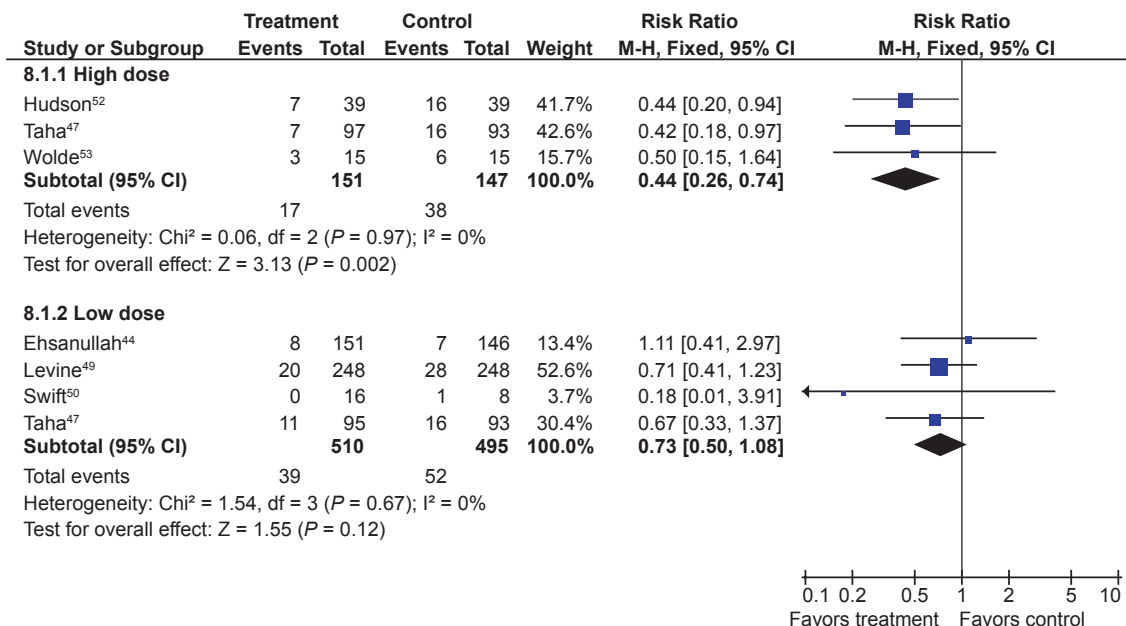 Treatment Control Risk Ratio Risk Ratio
Study or Subgroup Events Total Events Total Weight M-H, Fixed, 95% CI M-H, Fixed, 95% CI
8.1.1 High dose
Hudson⁵² 7 39 16 39 41.7% 0.44 [0.20, 0.94]
Taha⁴⁷ 7 97 16 93 42.6% 0.42 [0.18, 0.97]
Wolde⁵³ 3 15 6 15 15.7% 0.50 [0.15, 1.64]
Subtotal (95% CI) 151 147 100.0% 0.44 [0.26, 0.74]
Total events 17 38
Heterogeneity: Chi² = 0.06, df = 2 (P = 0.97); I² = 0%
Test for overall effect: Z = 3.13 (P = 0.002)
8.1.2 Low dose
Ehsanullah⁴⁴ 8 151 7 146 13.4% 1.11 [0.41, 2.97]
Levine⁴⁹ 20 248 28 248 52.6% 0.71 [0.41, 1.23]
Swift⁵⁰ 0 16 1 8 3.7% 0.18 [0.01, 3.91]
Taha⁴⁷ 11 95 16 93 30.4% 0.67 [0.33, 1.37]
Subtotal (95% CI) 510 495 100.0% 0.73 [0.50, 1.08]
Total events 39 52
Heterogeneity: Chi² = 1.54, df = 3 (P = 0.67); I² = 0%
Test for overall effect: Z = 1.55 (P = 0.12)
0.1 0.2 0.5 1 2 5 10
Favors treatment Favors control